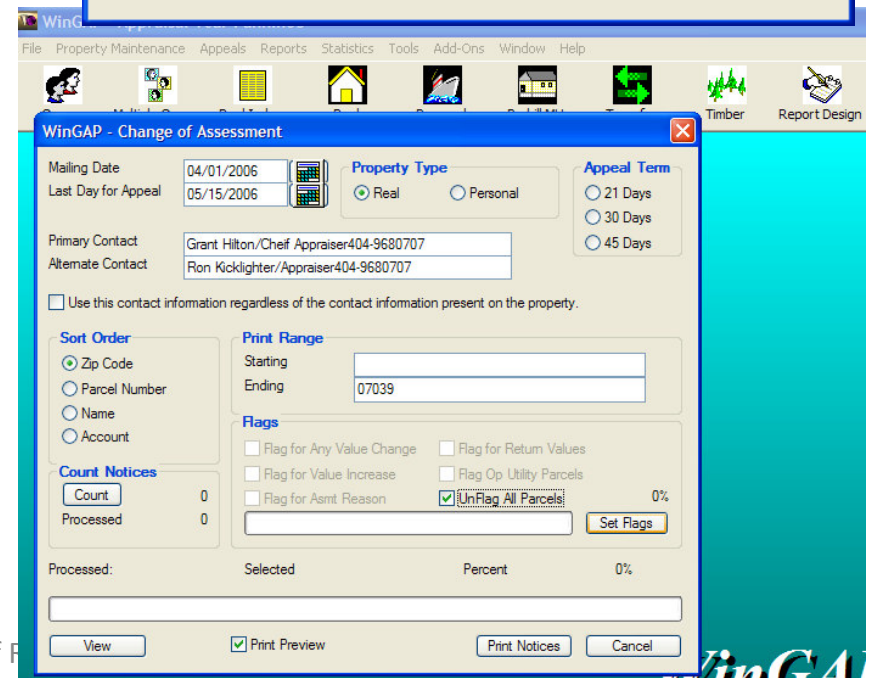 File Property Maintenance Appeals Reports Statistics Tools Add-Ons Window Help
Timber Report Design
WinGAP - Change of Assessment
Mailing Date 04/01/2006
Last Day for Appeal 05/15/2006
Property Type
Real Personal
Appeal Term
21 Days
30 Days
45 Days
Primary Contact Grant Hilton/Cheif Appraiser404-9680707
Alternate Contact Ron Kicklighter/Appraiser404-9680707
Use this contact information regardless of the contact information present on the property.
Sort Order
Zip Code
Parcel Number
Name
Account
Print Range
Starting
Ending 07039
Flags
Flag for Any Value Change Flag for Return Values
Flag for Value Increase Flag Op Utility Parcels
Flag for Asmt Reason UnFlag All Parcels 0%
Set Flags
Count Notices
Count 0
Processed 0
Processed: Selected Percent 0%
View Print Preview Print Notices Cancel